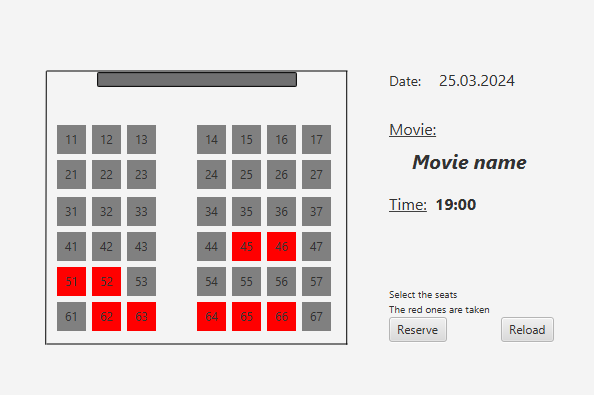 Date: 25.03.2024
11 12 13 14 15 16 17
Movie:
Movie name
21 22 23 24 25 26 27
31 32 33 34 35 36 37
Time: 19:00
41 42 43 44 45 46 47
51 52 53 54 55 56 57
Select the seats
The red ones are taken
61 62 63 64 65 66 67
Reserve Reload